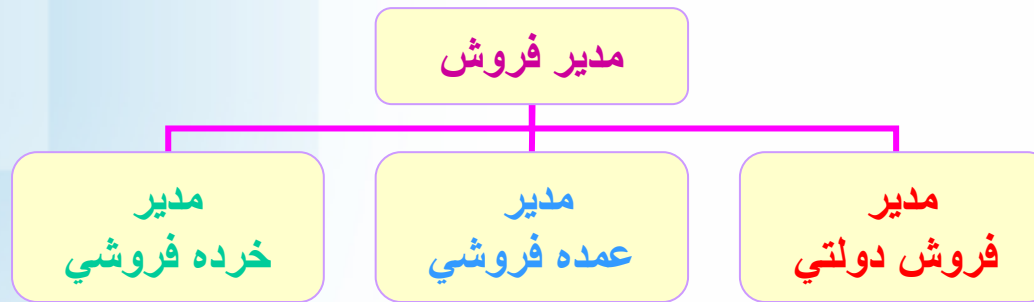 مدير فروش
مدير
فروش دولتي
مدير
عمده فروشي
مدير
خرده فروشي